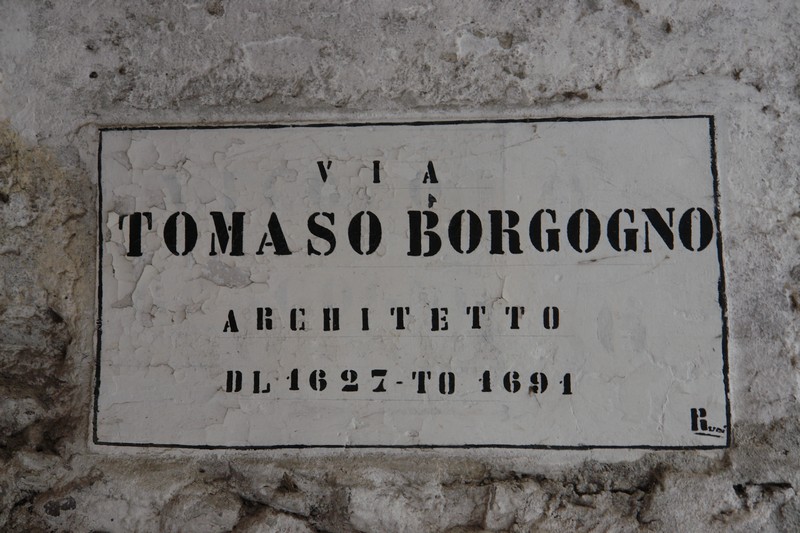 VIA
TOMASO BORGOGNO
ARCHITETTO
DL 1627-TO 1691